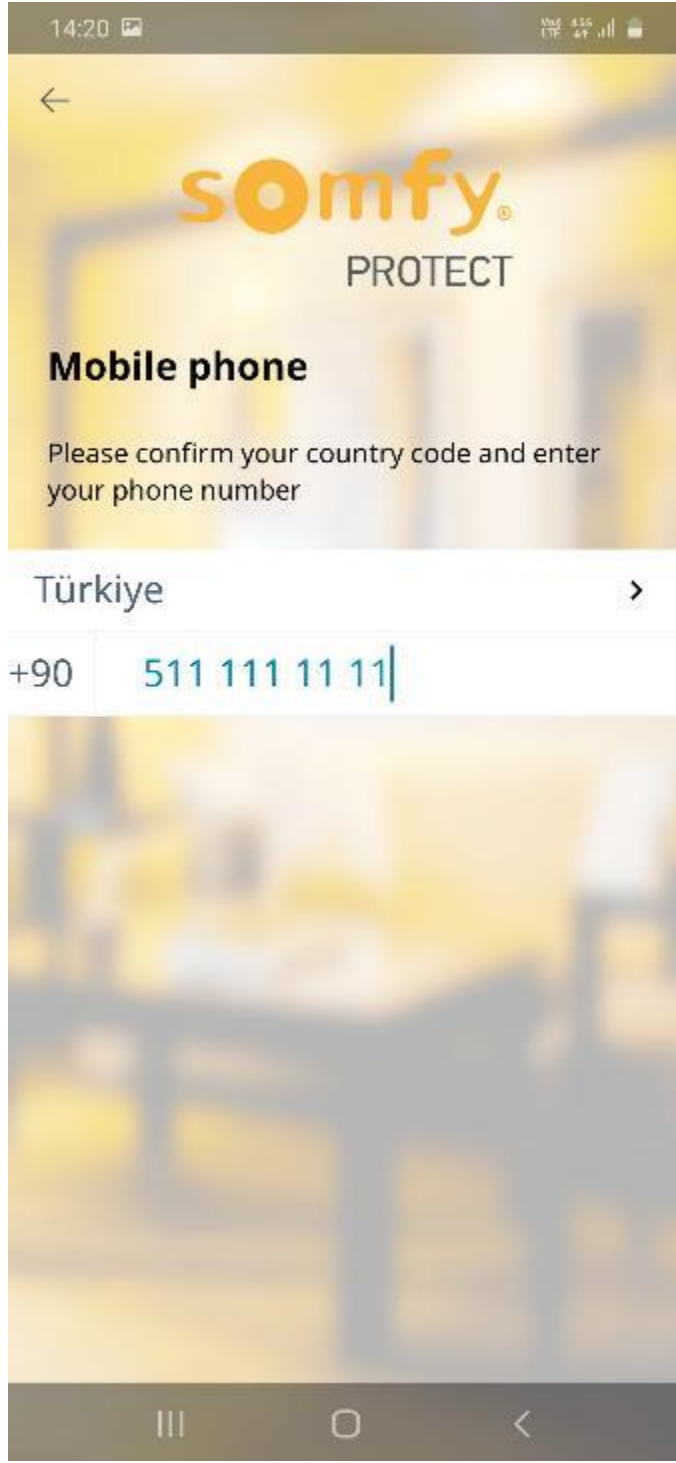 14:20
somfy®
PROTECT
Mobile phone
Please confirm your country code and enter
your phone number
Türkiye
+90 511 111 11 11